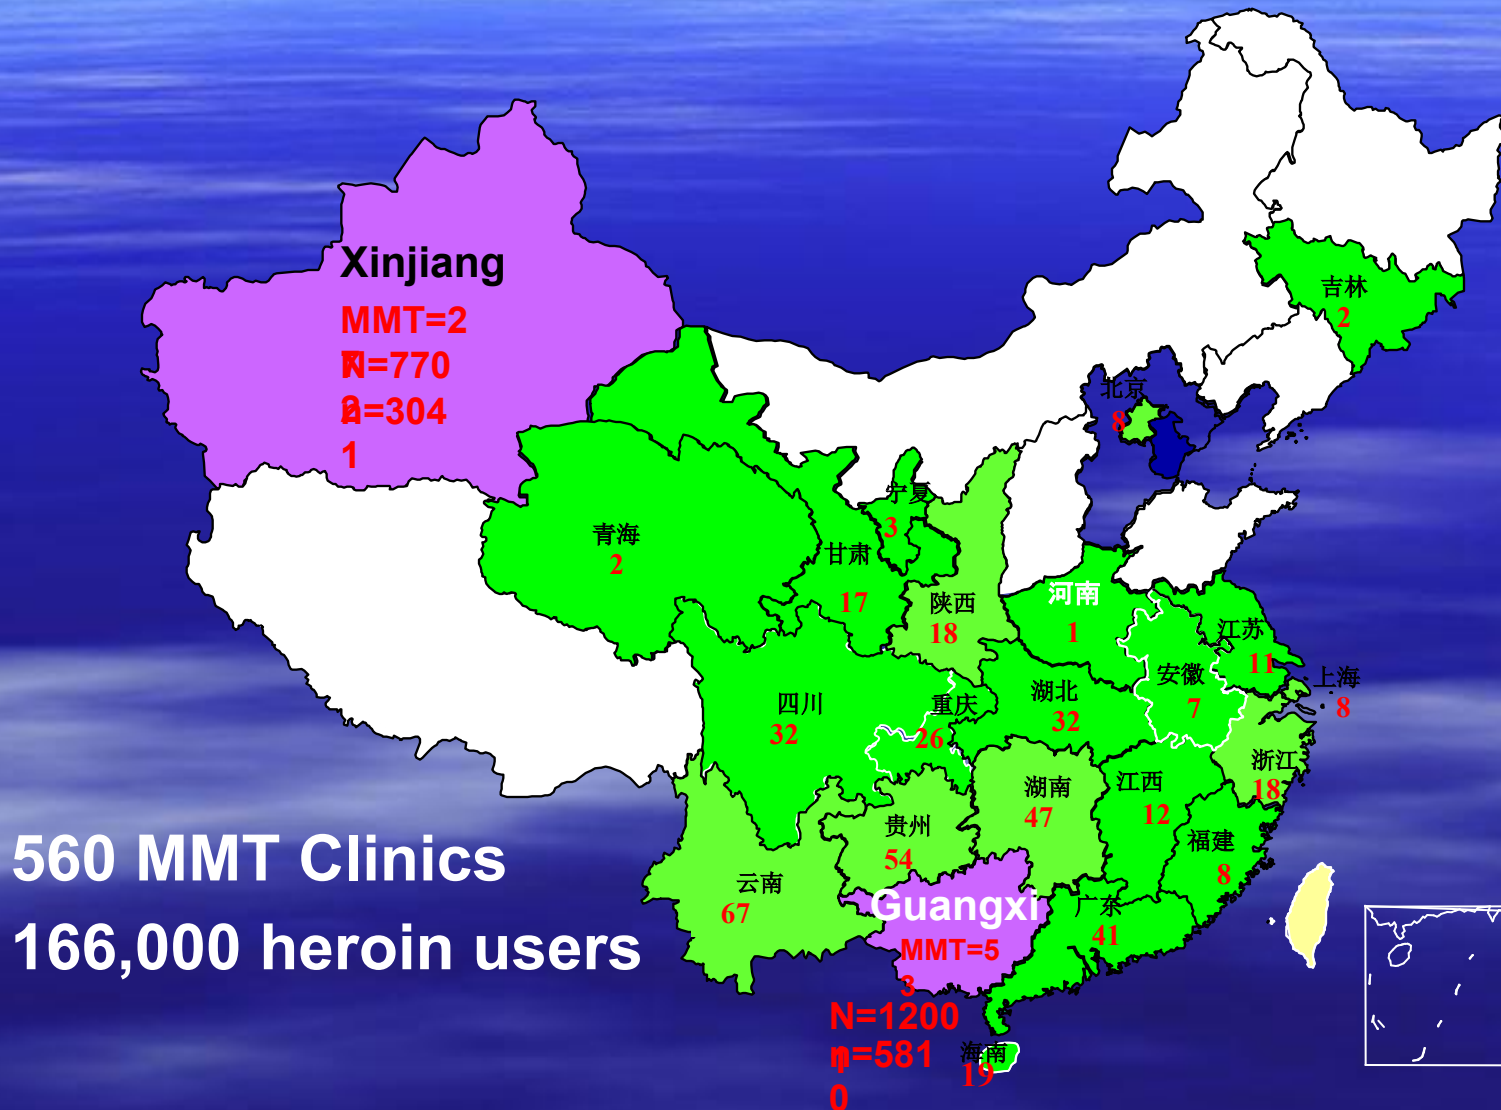 吉林
2
Xinjiang
MMT=2
7
N=770
2
n=304
1
北京
8
宁夏
3
青海
2
甘肃
17
陕西
18
河南
1
江苏
11
安徽
7
上海
8
四川
32
重庆
26
湖北
32
浙江
18
湖南
47
江西
12
贵州
54
福建
8
560 MMT Clinics
166,000 heroin users
云南
67
Guangxi
MMT=5
3
广东
41
N=1200
n=581
0
海南
19